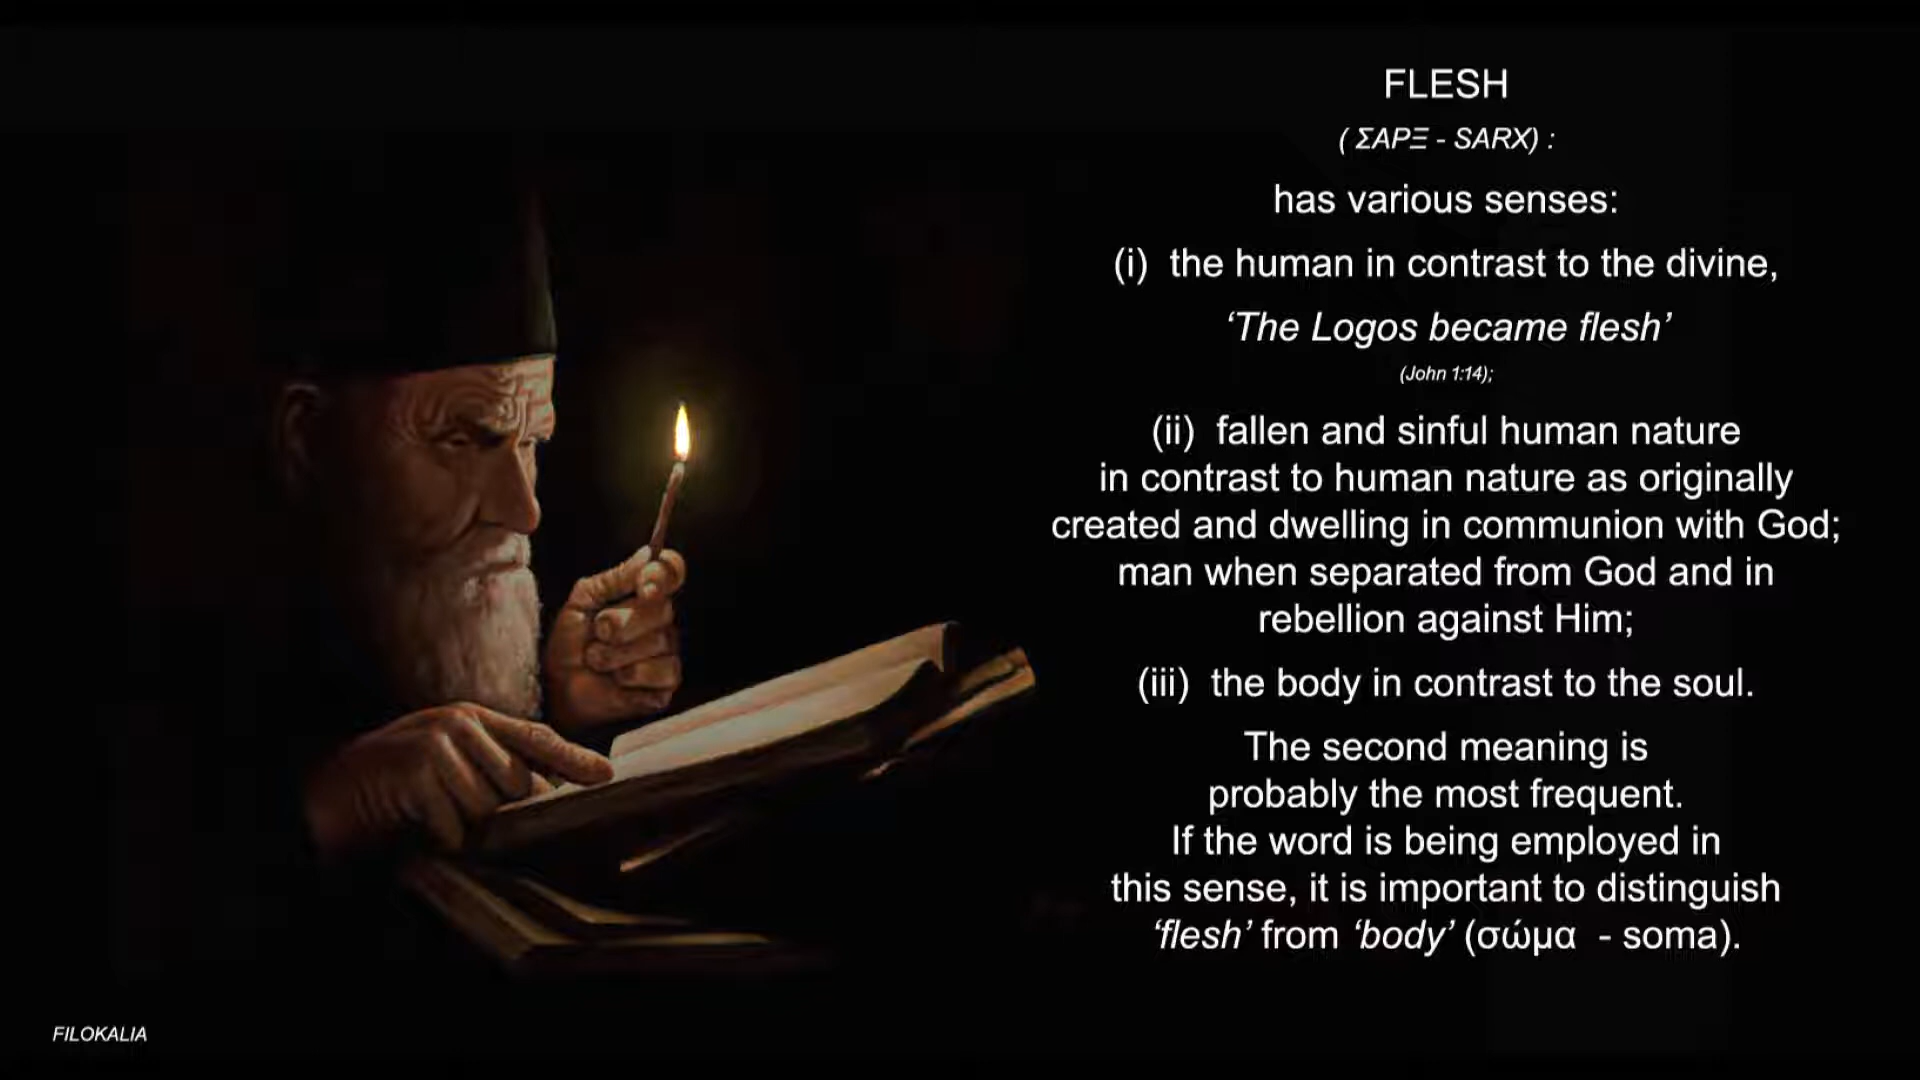 FLESH
( ΣΑΡΞ - SARX) :
has various senses:
(i) the human in contrast to the divine,
‘The Logos became flesh’
(John 1:14);
(ii) fallen and sinful human nature
in contrast to human nature as originally
created and dwelling in communion with God;
man when separated from God and in
rebellion against Him;
(iii) the body in contrast to the soul.
The second meaning is
probably the most frequent.
If the word is being employed in
this sense, it is important to distinguish
‘flesh’ from ‘body’ (σώμα - soma).
FILOKALIA